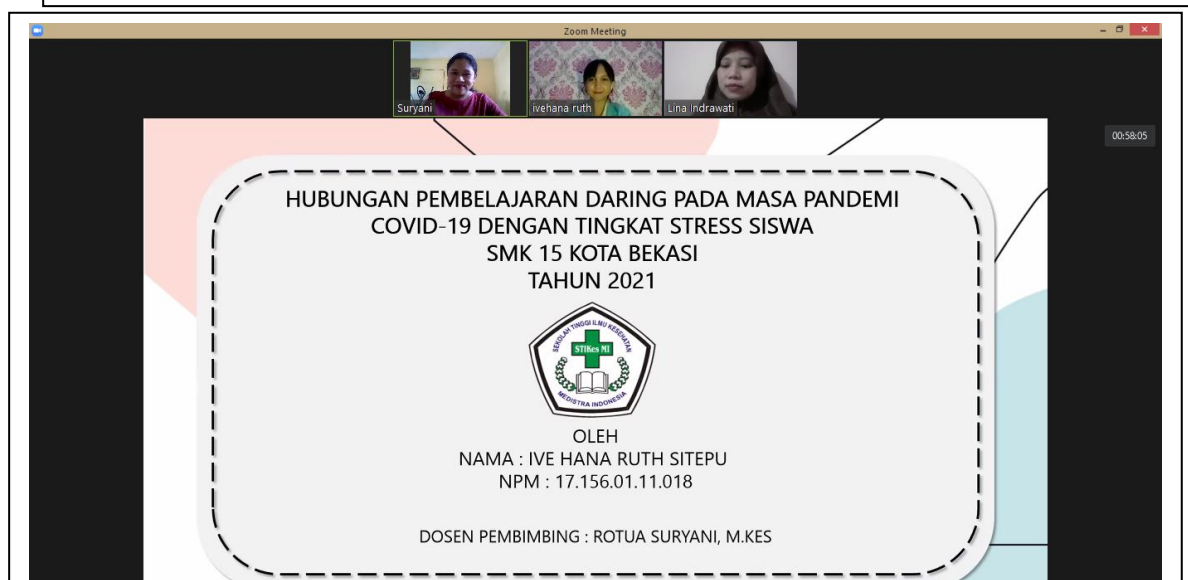 Zoom Meeting
Suryani
ivehana ruth
Lina Indrawati
00:58:05
HUBUNGAN PEMBELAJARAN DARING PADA MASA PANDEMI
COVID-19 DENGAN TINGKAT STRESS SISWA
SMK 15 KOTA BEKASI
TAHUN 2021
SEKOLAH TINGGI ILMU KESEHATAN
STIKes MI
MEDISTRA INDONESIA
OLEH
NAMA : IVE HANA RUTH SITEPU
NPM : 17.156.01.11.018
DOSEN PEMBIMBING : ROTUA SURYANI, M.KES